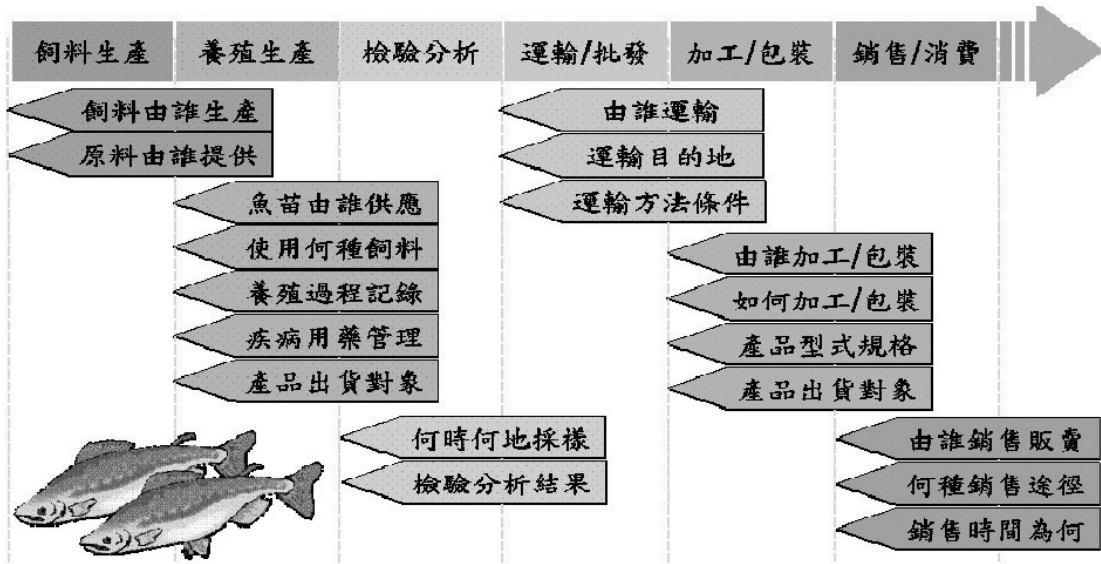 飼料生產
養殖生產
檢驗分析
運輸/批發
加工/包裝
銷售/消費
飼料由誰生產
原料由誰提供
魚苗由誰供應
使用何種飼料
養殖過程記錄
疾病用藥管理
產品出貨對象
何時何地採樣
檢驗分析結果
由誰運輸
運輸目的地
運輸方法條件
由誰加工/包裝
如何加工/包裝
產品型式規格
產品出貨對象
由誰銷售販賣
何種銷售途徑
銷售時間為何